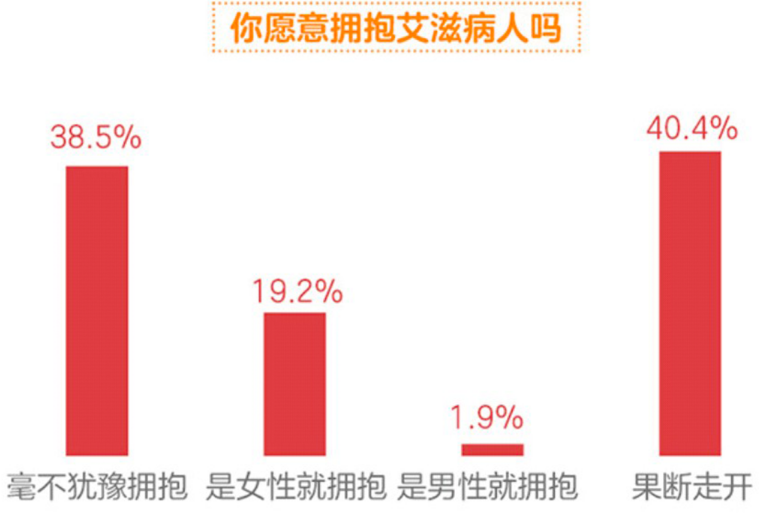 你愿意拥抱艾滋病人吗
38.5%
19.2%
1.9%
40.4%
毫不犹豫拥抱
是女性就拥抱
是男性就拥抱
果断走开